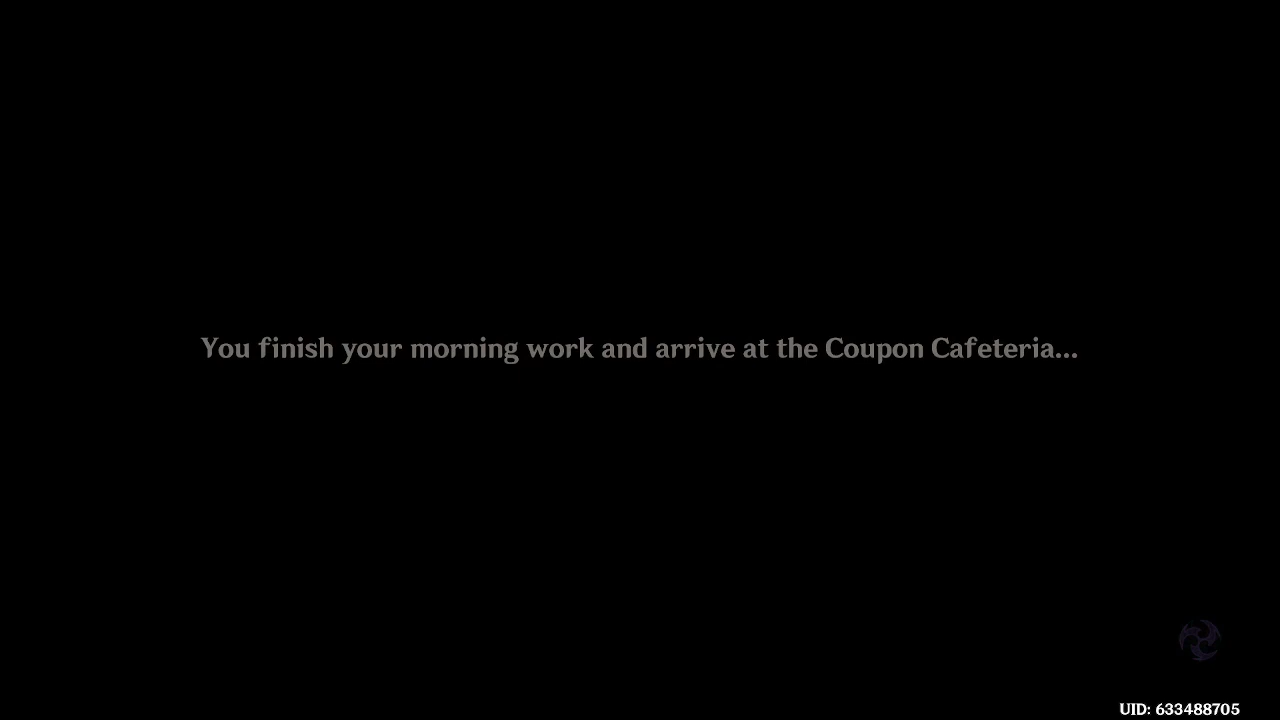 You finish your morning work and arrive at the Coupon Cafeteria...
UID: 633488705